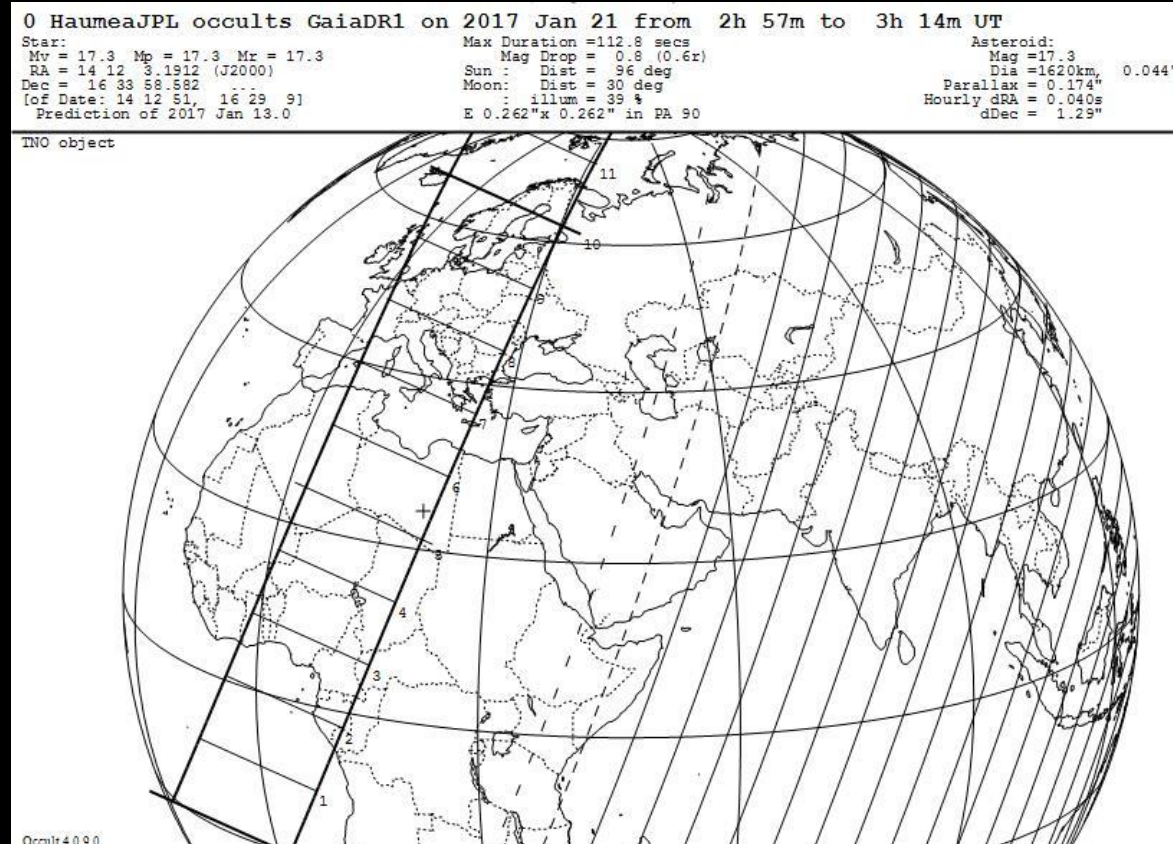 0 HaumeaJPL occults GaiaDR1 on 2017 Jan 21 from 2h 57m to 3h 14m UT
Star:
Mv = 17.3 Mp = 17.3 Mr = 17.3
RA = 14 12 3.1912 (J2000)
Dec = 16 33 58.582 ...
[of Date: 14 12 51, 16 29 9]
Prediction of 2017 Jan 13.0
Max Duration =112.8 secs
Mag Drop = 0.8 (0.6r)
Sun : Dist = 96 deg
Moon: Dist = 30 deg
: illum = 39 %
E 0.262"x 0.262" in PA 90
Asteroid:
Mag =17.3
Dia =1620km, 0.044"
Parallax = 0.174"
Hourly dRA = 0.040s
dDec = 1.29"
TNO object
11
10
9
8
7
6
5
4
3
2
1
Occult 4.0.9.0